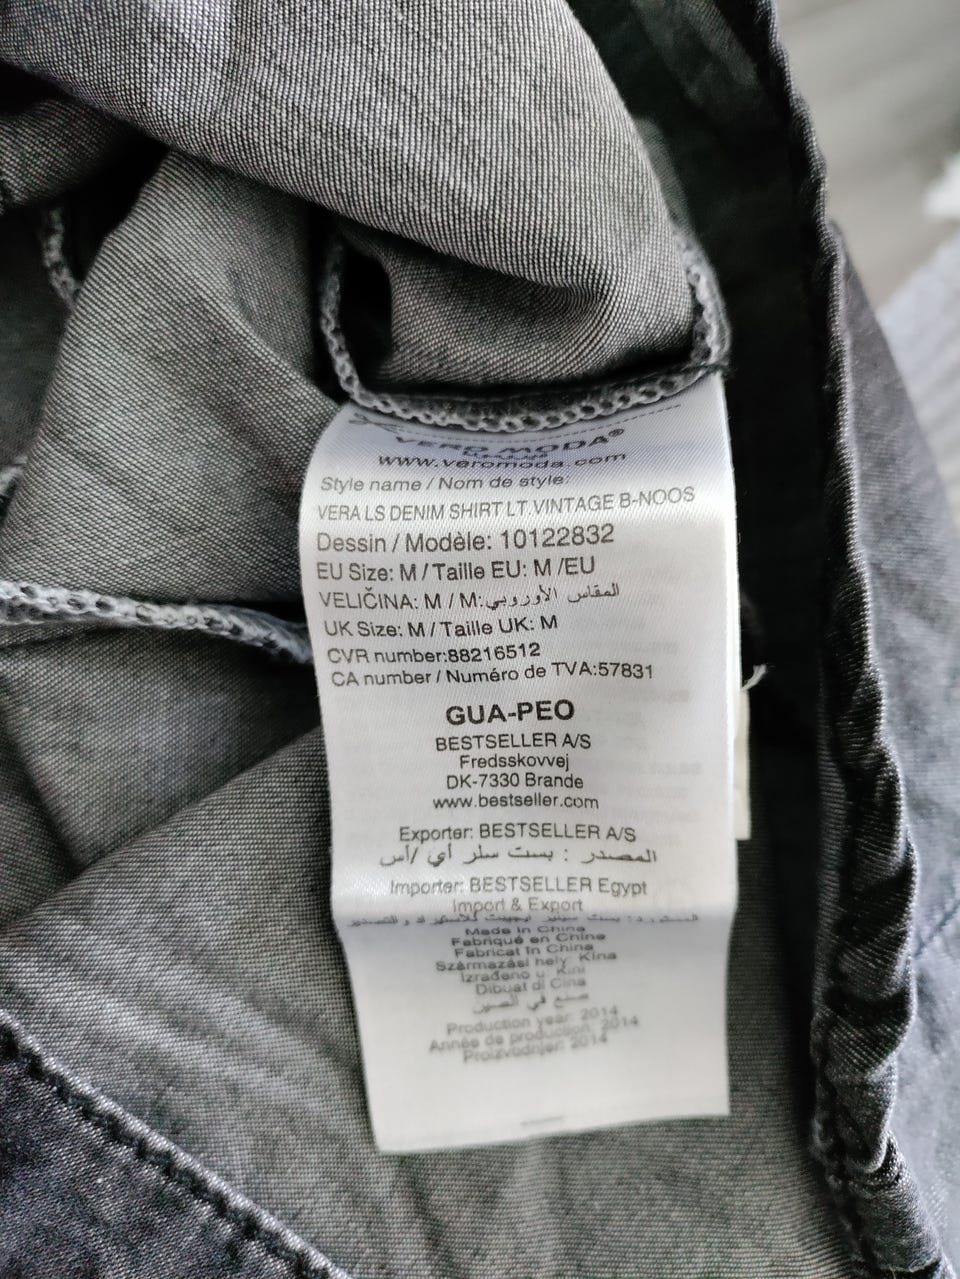 VERO MODA®
www.veromoda.com
Style name / Nom de style:
VERA LS DENIM SHIRT LT VINTAGE B-NOOS
Dessin / Modèle: 10122832
EU Size: M / Taille EU: M /EU
VELIČINA: M / M: المقاس الأوروبي
UK Size: M / Taille UK: M
CVR number:88216512
CA number / Numéro de TVA:57831
GUA-PEO
BESTSELLER A/S
Fredsskovvej
DK-7330 Brande
www.bestseller.com
Exporter: BESTSELLER A/S
المصدر : بست سلر أي /أس
Importer: BESTSELLER Egypt
Import & Export
Made In China
Fabriqué en Chine
Fabricat în China
Származási hely: Kína
Izrađeno u: Kini
Dibuat di Cina
صنع في الصين
Production year: 2014
Année de production: 2014
Proizvodnjen 2014